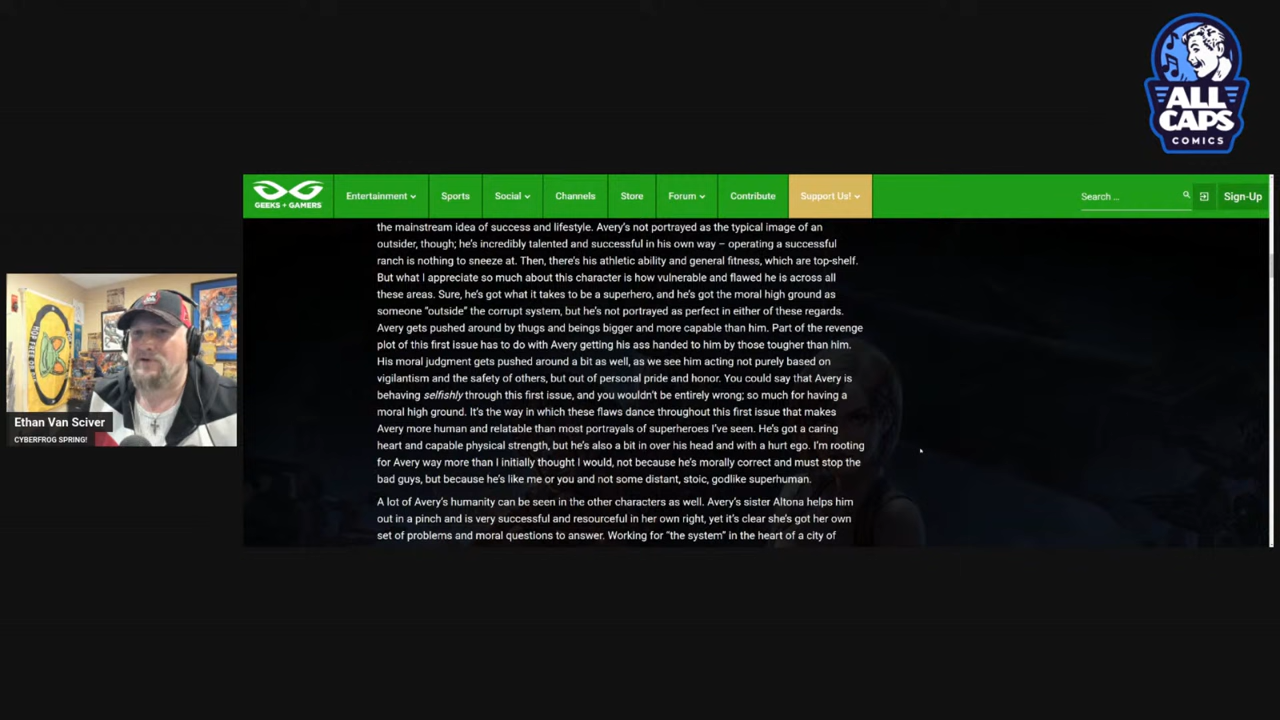 ALL
CAPS
COMICS
GEEKS + GAMERS
Entertainment
Sports
Social
Channels
Store
Forum
Contribute
Support Us!
Search ...
Sign-Up
the mainstream idea of success and lifestyle. Avery's not portrayed as the typical image of an
outsider, though; he's incredibly talented and successful in his own way – operating a successful
ranch is nothing to sneeze at. Then, there's his athletic ability and general fitness, which are top-shelf.
But what I appreciate so much about this character is how vulnerable and flawed he is across all
these areas. Sure, he's got what it takes to be a superhero, and he's got the moral high ground as
someone "outside" the corrupt system, but he's not portrayed as perfect in either of these regards.
Avery gets pushed around by thugs and beings bigger and more capable than him. Part of the revenge
plot of this first issue has to do with Avery getting his ass handed to him by those tougher than him.
His moral judgment gets pushed around a bit as well, as we see him acting not purely based on
vigilantism and the safety of others, but out of personal pride and honor. You could say that Avery is
behaving selfishly through this first issue, and you wouldn't be entirely wrong; so much for having a
moral high ground. It's the way in which these flaws dance throughout this first issue that makes
Avery more human and relatable than most portrayals of superheroes I've seen. He's got a caring
heart and capable physical strength, but he's also a bit in over his head and with a hurt ego. I'm rooting
for Avery way more than I initially thought I would, not because he's morally correct and must stop the
bad guys, but because he's like me or you and not some distant, stoic, godlike superhuman.
A lot of Avery's humanity can be seen in the other characters as well. Avery's sister Altona helps him
out in a pinch and is very successful and resourceful in her own right, yet it's clear she's got her own
set of problems and moral questions to answer. Working for "the system" in the heart of a city of
Ethan Van Sciver
CYBERFROG SPRING!